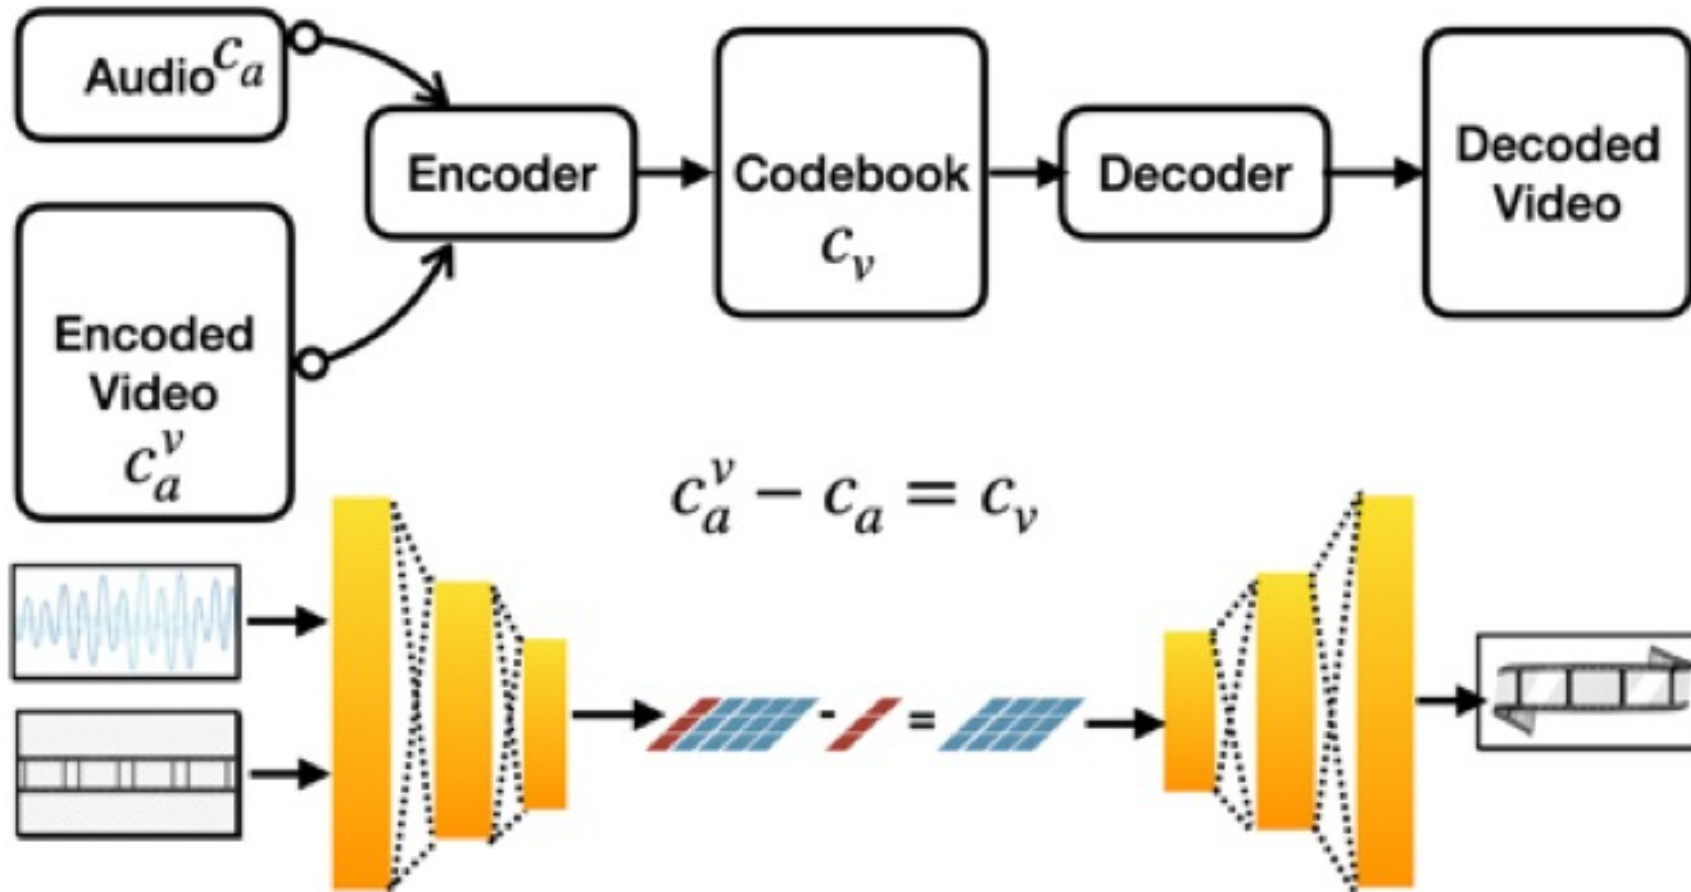 Audio c_a
Encoder
Codebook
c_v
Decoder
Decoded
Video
Encoded
Video
c_a^v
c_a^v − c_a = c_v
- =